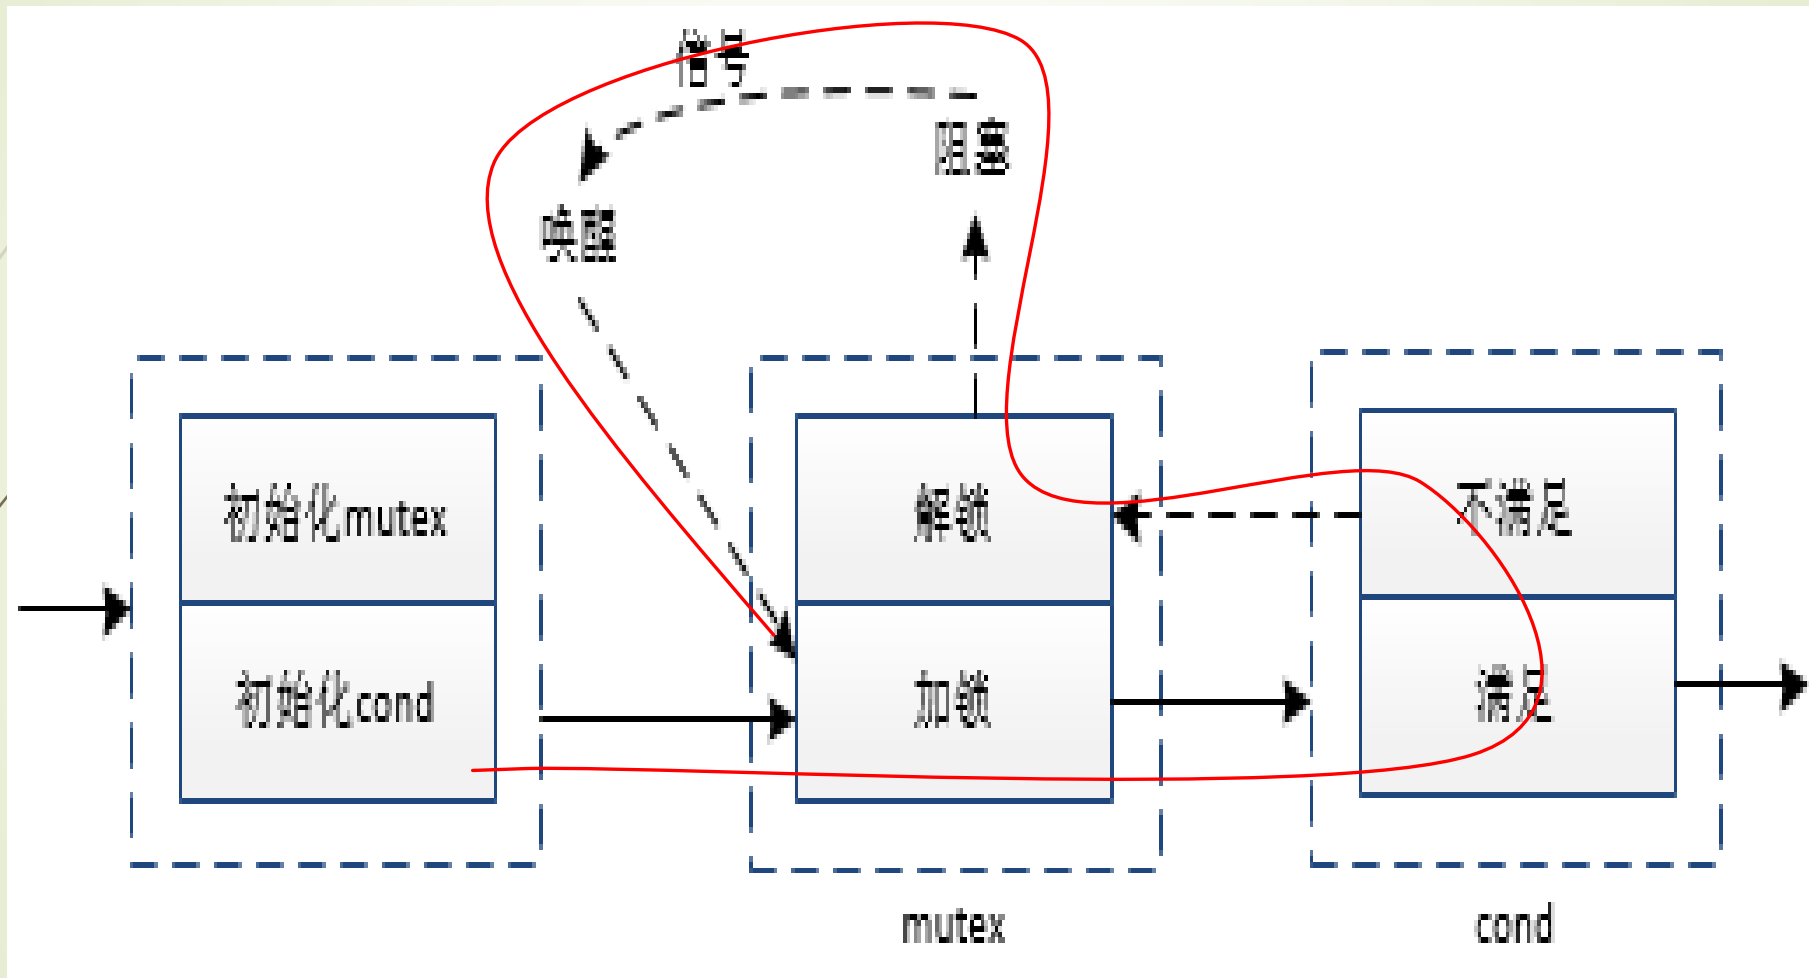 信号
阻塞
唤醒
初始化mutex
解锁
不满足
初始化cond
加锁
满足
mutex
cond